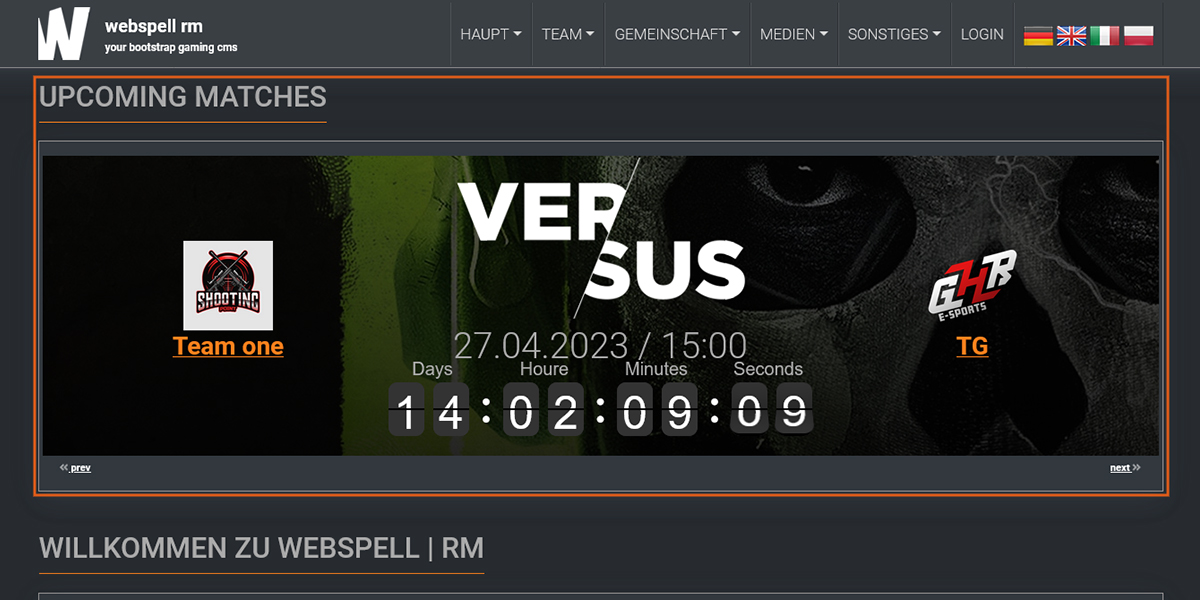 webspell rm
your bootstrap gaming cms
HAUPT TEAM GEMEINSCHAFT MEDIEN SONSTIGES LOGIN
UPCOMING MATCHES
VER
SUS
SHOOTING
POINT
GHR
E-SPORTS
Team one
TG
27.04.2023 / 15:00
Days Houre Minutes Seconds
14:02:09:09
« prev
next »
WILLKOMMEN ZU WEBSPELL | RM